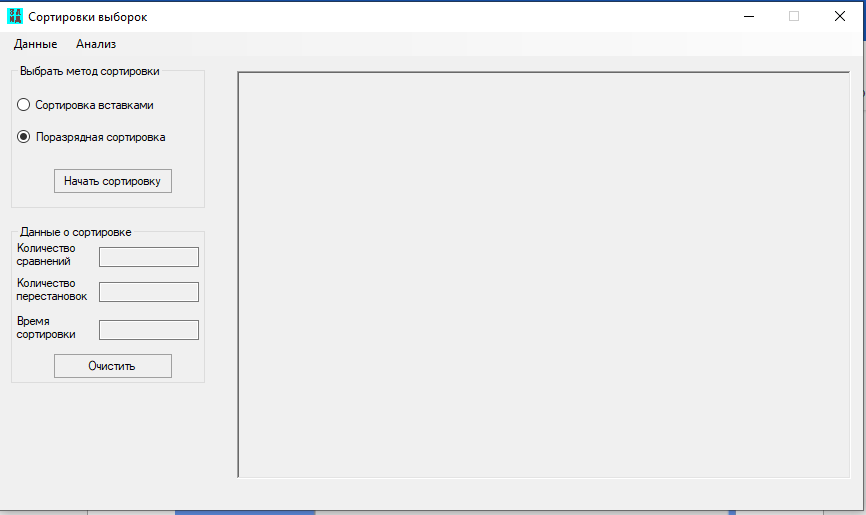 Сортировки выборок
Данные Анализ
Выбрать метод сортировки
Сортировка вставками
Поразрядная сортировка
Начать сортировку
Данные о сортировке
Количество
сравнений
Количество
перестановок
Время
сортировки
Очистить